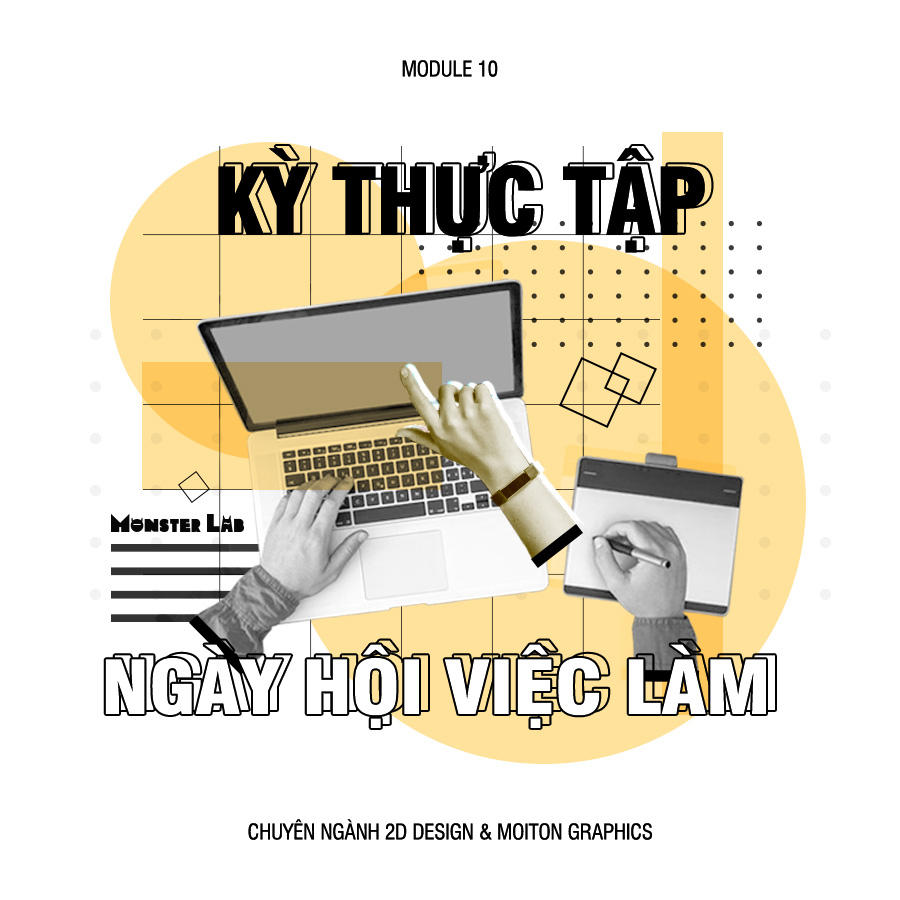 MODULE 10
KỲ THỰC TẬP
MONSTER LAB
NGÀY HỘI VIỆC LÀM
CHUYÊN NGÀNH 2D DESIGN & MOITON GRAPHICS